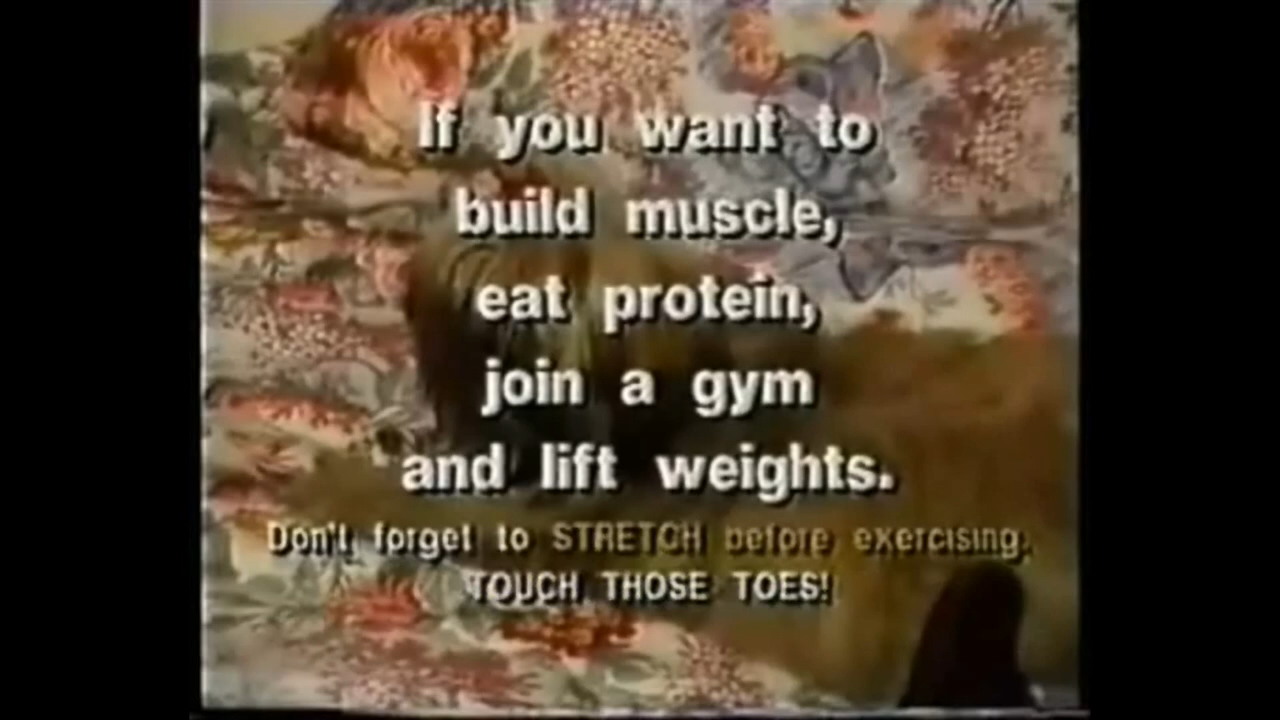 If you want to
build muscle,
eat protein,
join a gym
and lift weights.
Don't forget to STRETCH before exercising.
TOUCH THOSE TOES!